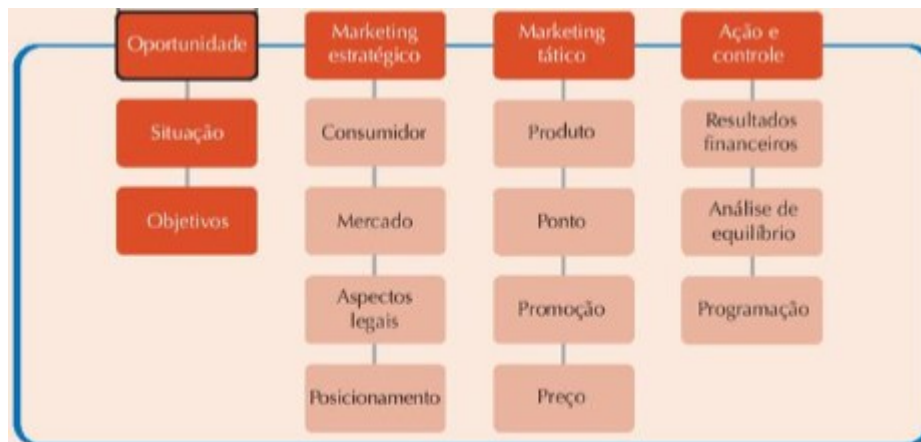 Oportunidade
Situação
Objetivos
Marketing
estratégico
Consumidor
Mercado
Aspectos
legais
Posicionamento
Marketing
tático
Produto
Ponto
Promoção
Preço
Ação e
controle
Resultados
financeiros
Análise de
equilíbrio
Programação